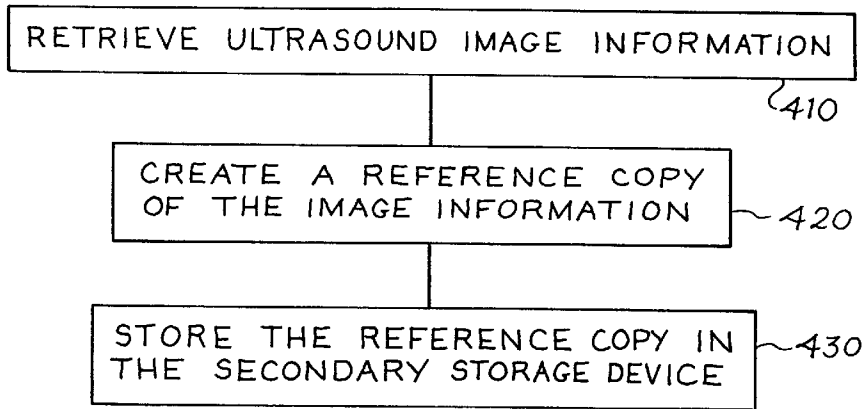 RETRIEVE ULTRASOUND IMAGE INFORMATION
410
CREATE A REFERENCE COPY
OF THE IMAGE INFORMATION
420
STORE THE REFERENCE COPY IN
THE SECONDARY STORAGE DEVICE
430